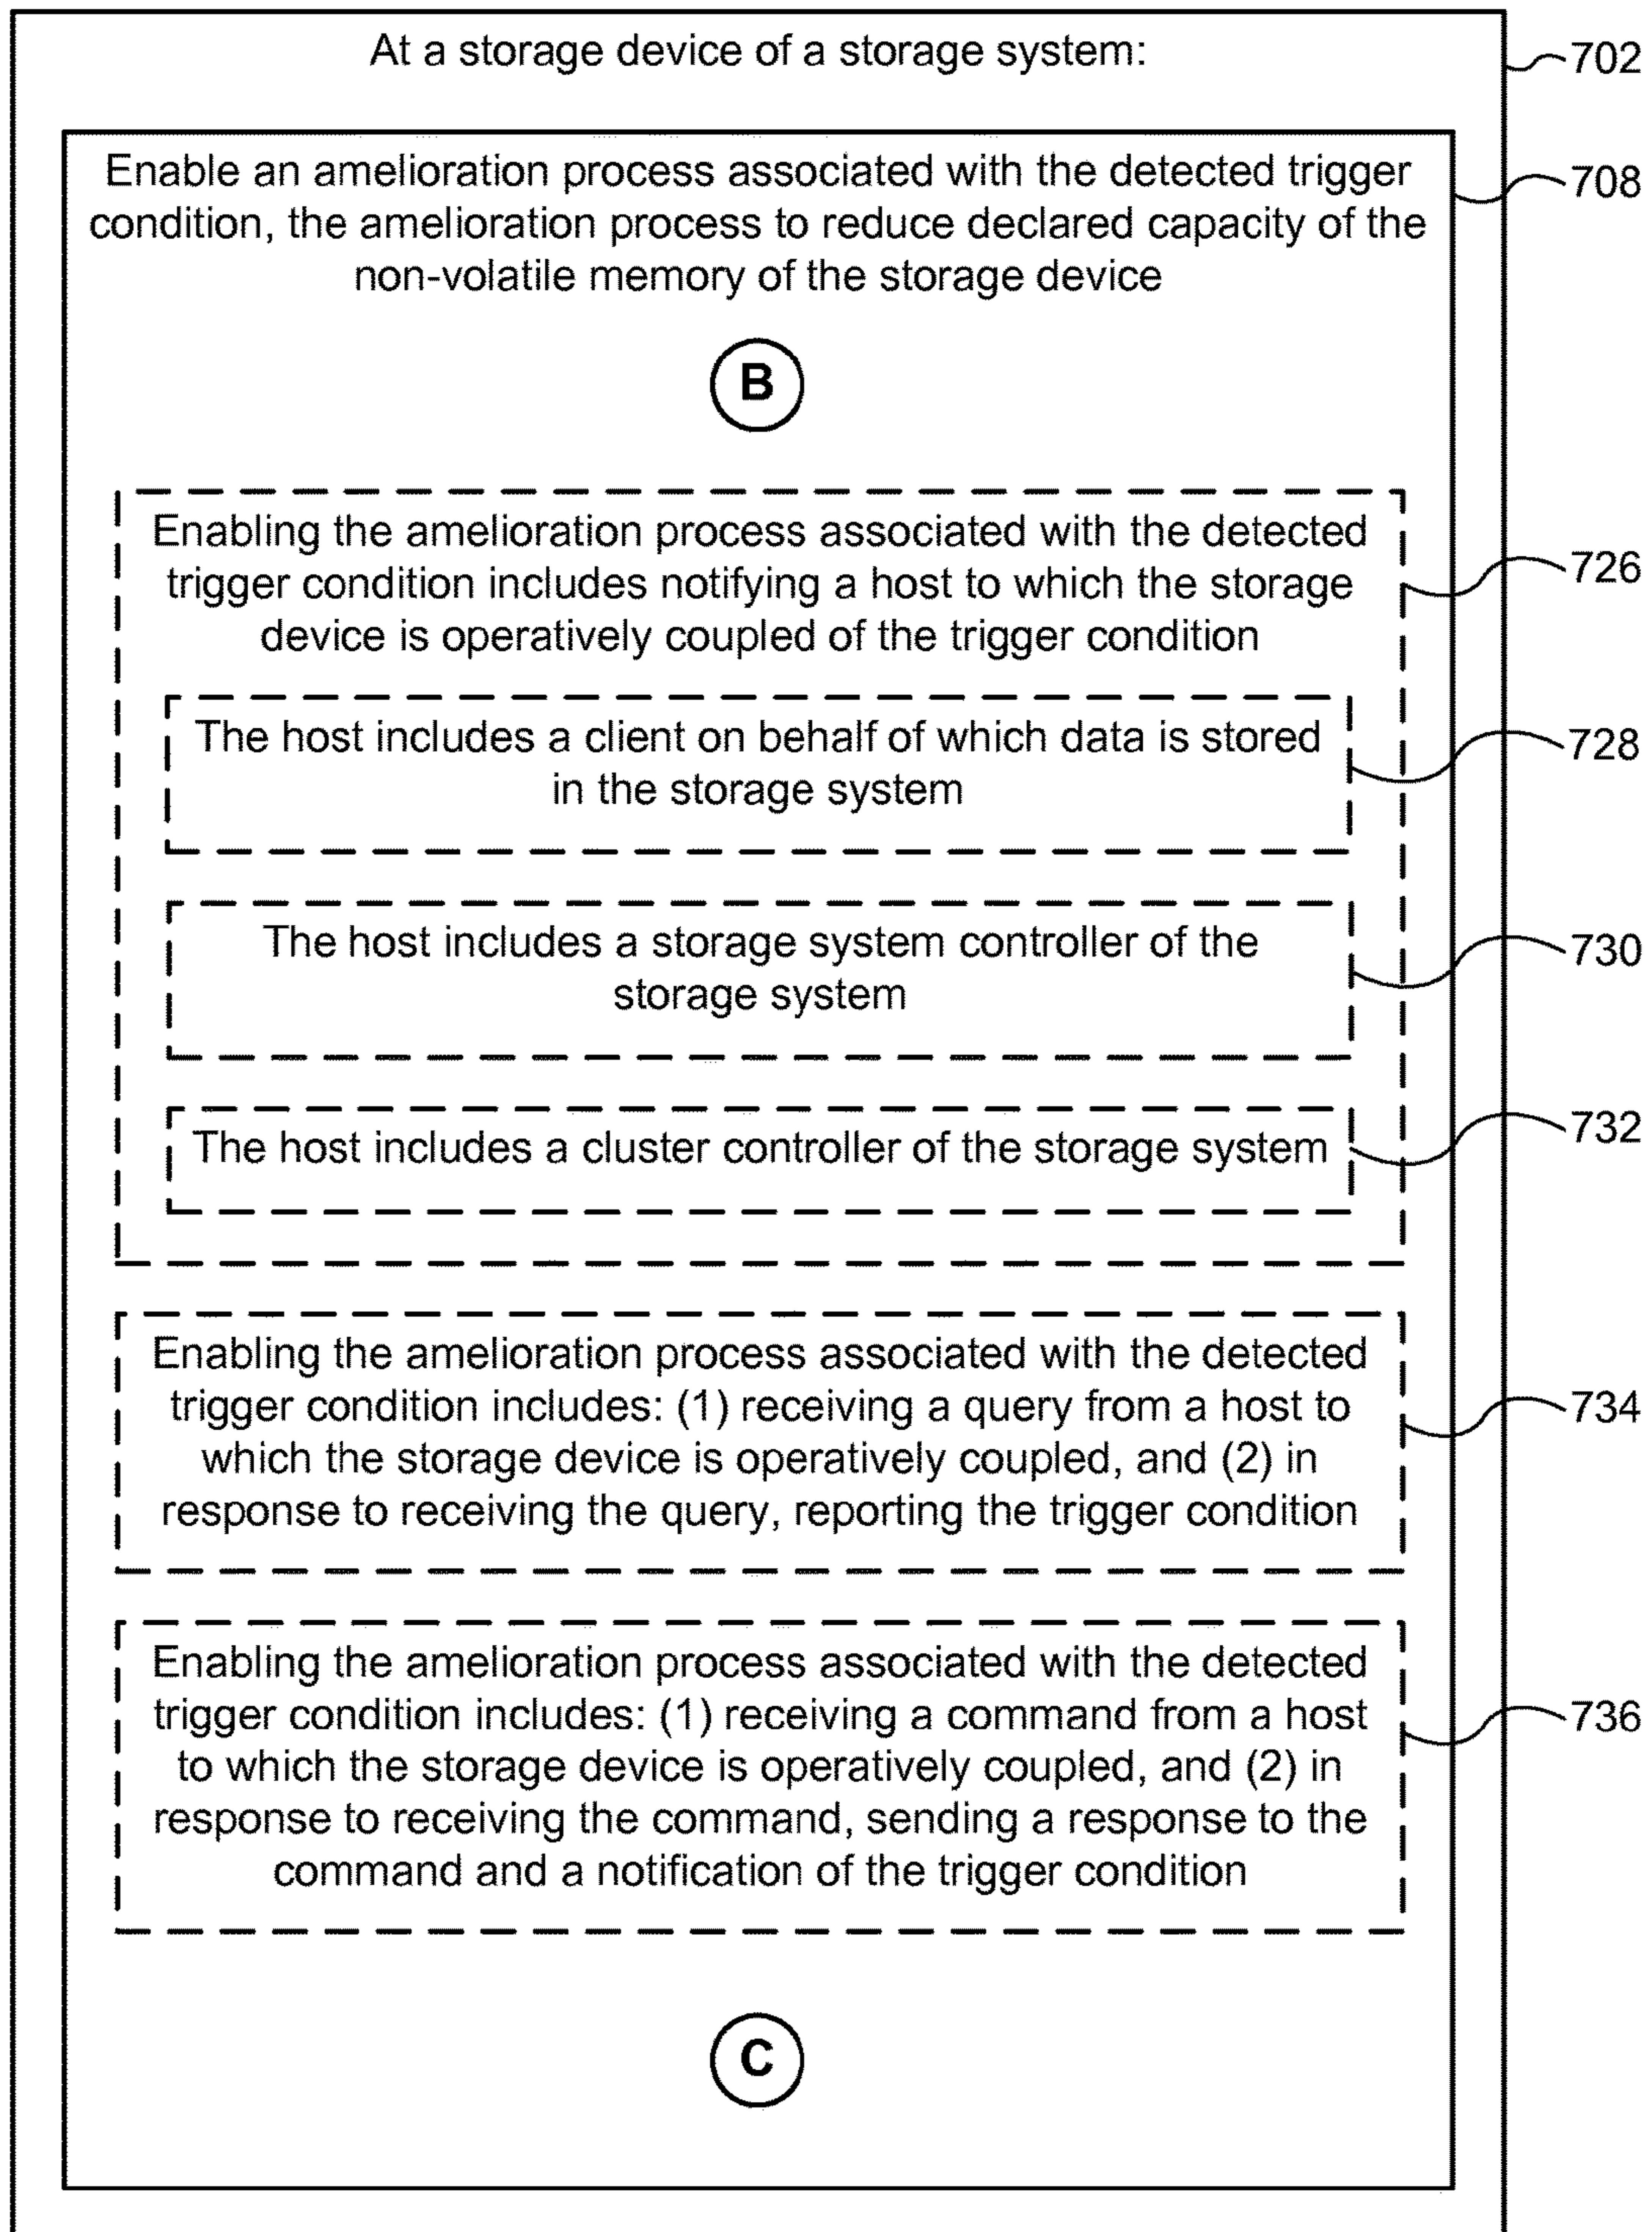 At a storage device of a storage system:
702
Enable an amelioration process associated with the detected trigger
condition, the amelioration process to reduce declared capacity of the
non-volatile memory of the storage device
708
B
Enabling the amelioration process associated with the detected
trigger condition includes notifying a host to which the storage
device is operatively coupled of the trigger condition
726
The host includes a client on behalf of which data is stored
in the storage system
728
The host includes a storage system controller of the
storage system
730
The host includes a cluster controller of the storage system
732
Enabling the amelioration process associated with the detected
trigger condition includes: (1) receiving a query from a host to
which the storage device is operatively coupled, and (2) in
response to receiving the query, reporting the trigger condition
734
Enabling the amelioration process associated with the detected
trigger condition includes: (1) receiving a command from a host
to which the storage device is operatively coupled, and (2) in
response to receiving the command, sending a response to the
command and a notification of the trigger condition
736
C